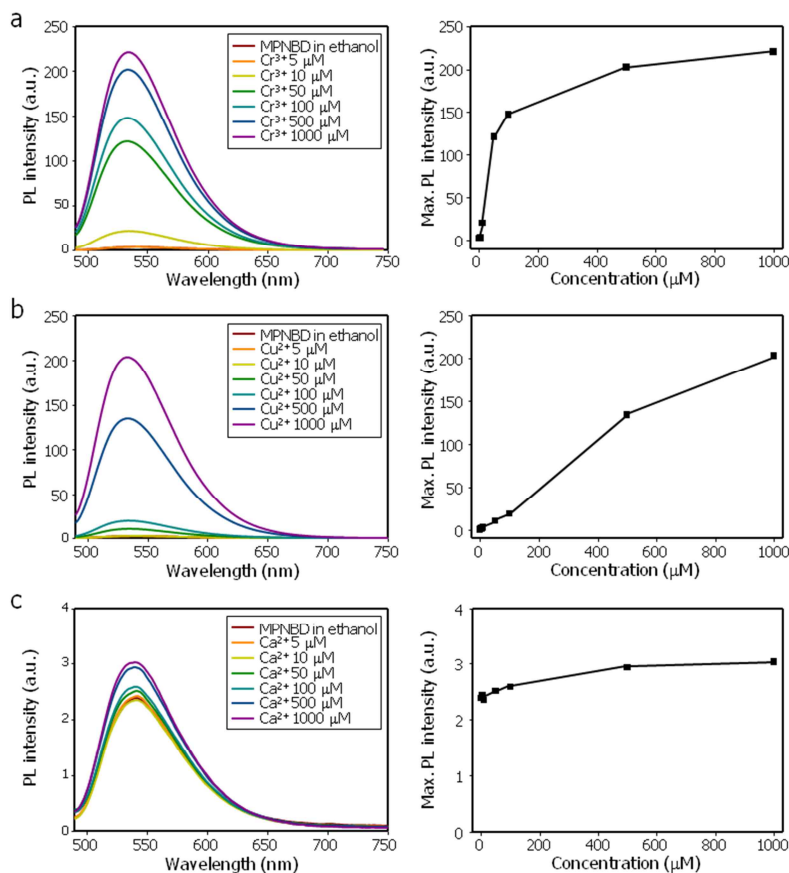 a
PL intensity (a.u.)
250
200
150
100
50
0
500 550 600 650 700 750
Wavelength (nm)
MPNBD in ethanol
Cr³⁺ 5 μM
Cr³⁺ 10 μM
Cr³⁺ 50 μM
Cr³⁺ 100 μM
Cr³⁺ 500 μM
Cr³⁺ 1000 μM
Max. PL intensity (a.u.)
250
200
150
100
50
0
0 200 400 600 800 1000
Concentration (μM)
b
PL intensity (a.u.)
250
200
150
100
50
0
500 550 600 650 700 750
Wavelength (nm)
MPNBD in ethanol
Cu²⁺ 5 μM
Cu²⁺ 10 μM
Cu²⁺ 50 μM
Cu²⁺ 100 μM
Cu²⁺ 500 μM
Cu²⁺ 1000 μM
Max. PL intensity (a.u.)
250
200
150
100
50
0
200 400 600 800 1000
Concentration (μM)
c
PL intensity (a.u.)
4
3
2
1
0
500 550 600 650 700 750
Wavelength (nm)
MPNBD in ethanol
Ca²⁺ 5 μM
Ca²⁺ 10 μM
Ca²⁺ 50 μM
Ca²⁺ 100 μM
Ca²⁺ 500 μM
Ca²⁺ 1000 μM
Max. PL intensity (a.u.)
4
3
2
1
0
0 200 400 600 800 1000
Concentration (μM)